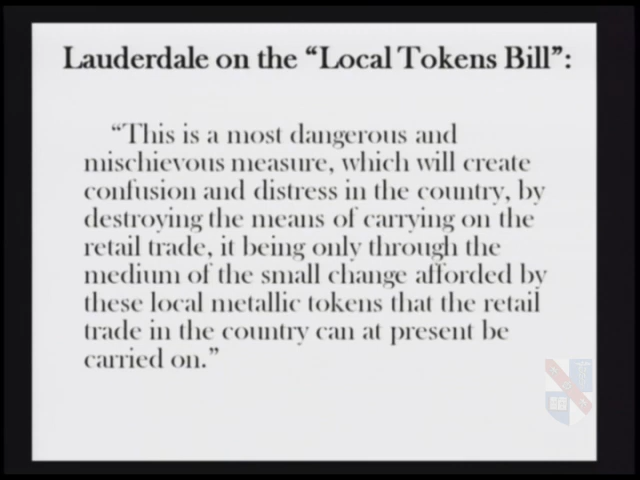 Lauderdale on the “Local Tokens Bill”:
“This is a most dangerous and
mischievous measure, which will create
confusion and distress in the country, by
destroying the means of carrying on the
retail trade, it being only through the
medium of the small change afforded by
these local metallic tokens that the retail
trade in the country can at present be
carried on.”